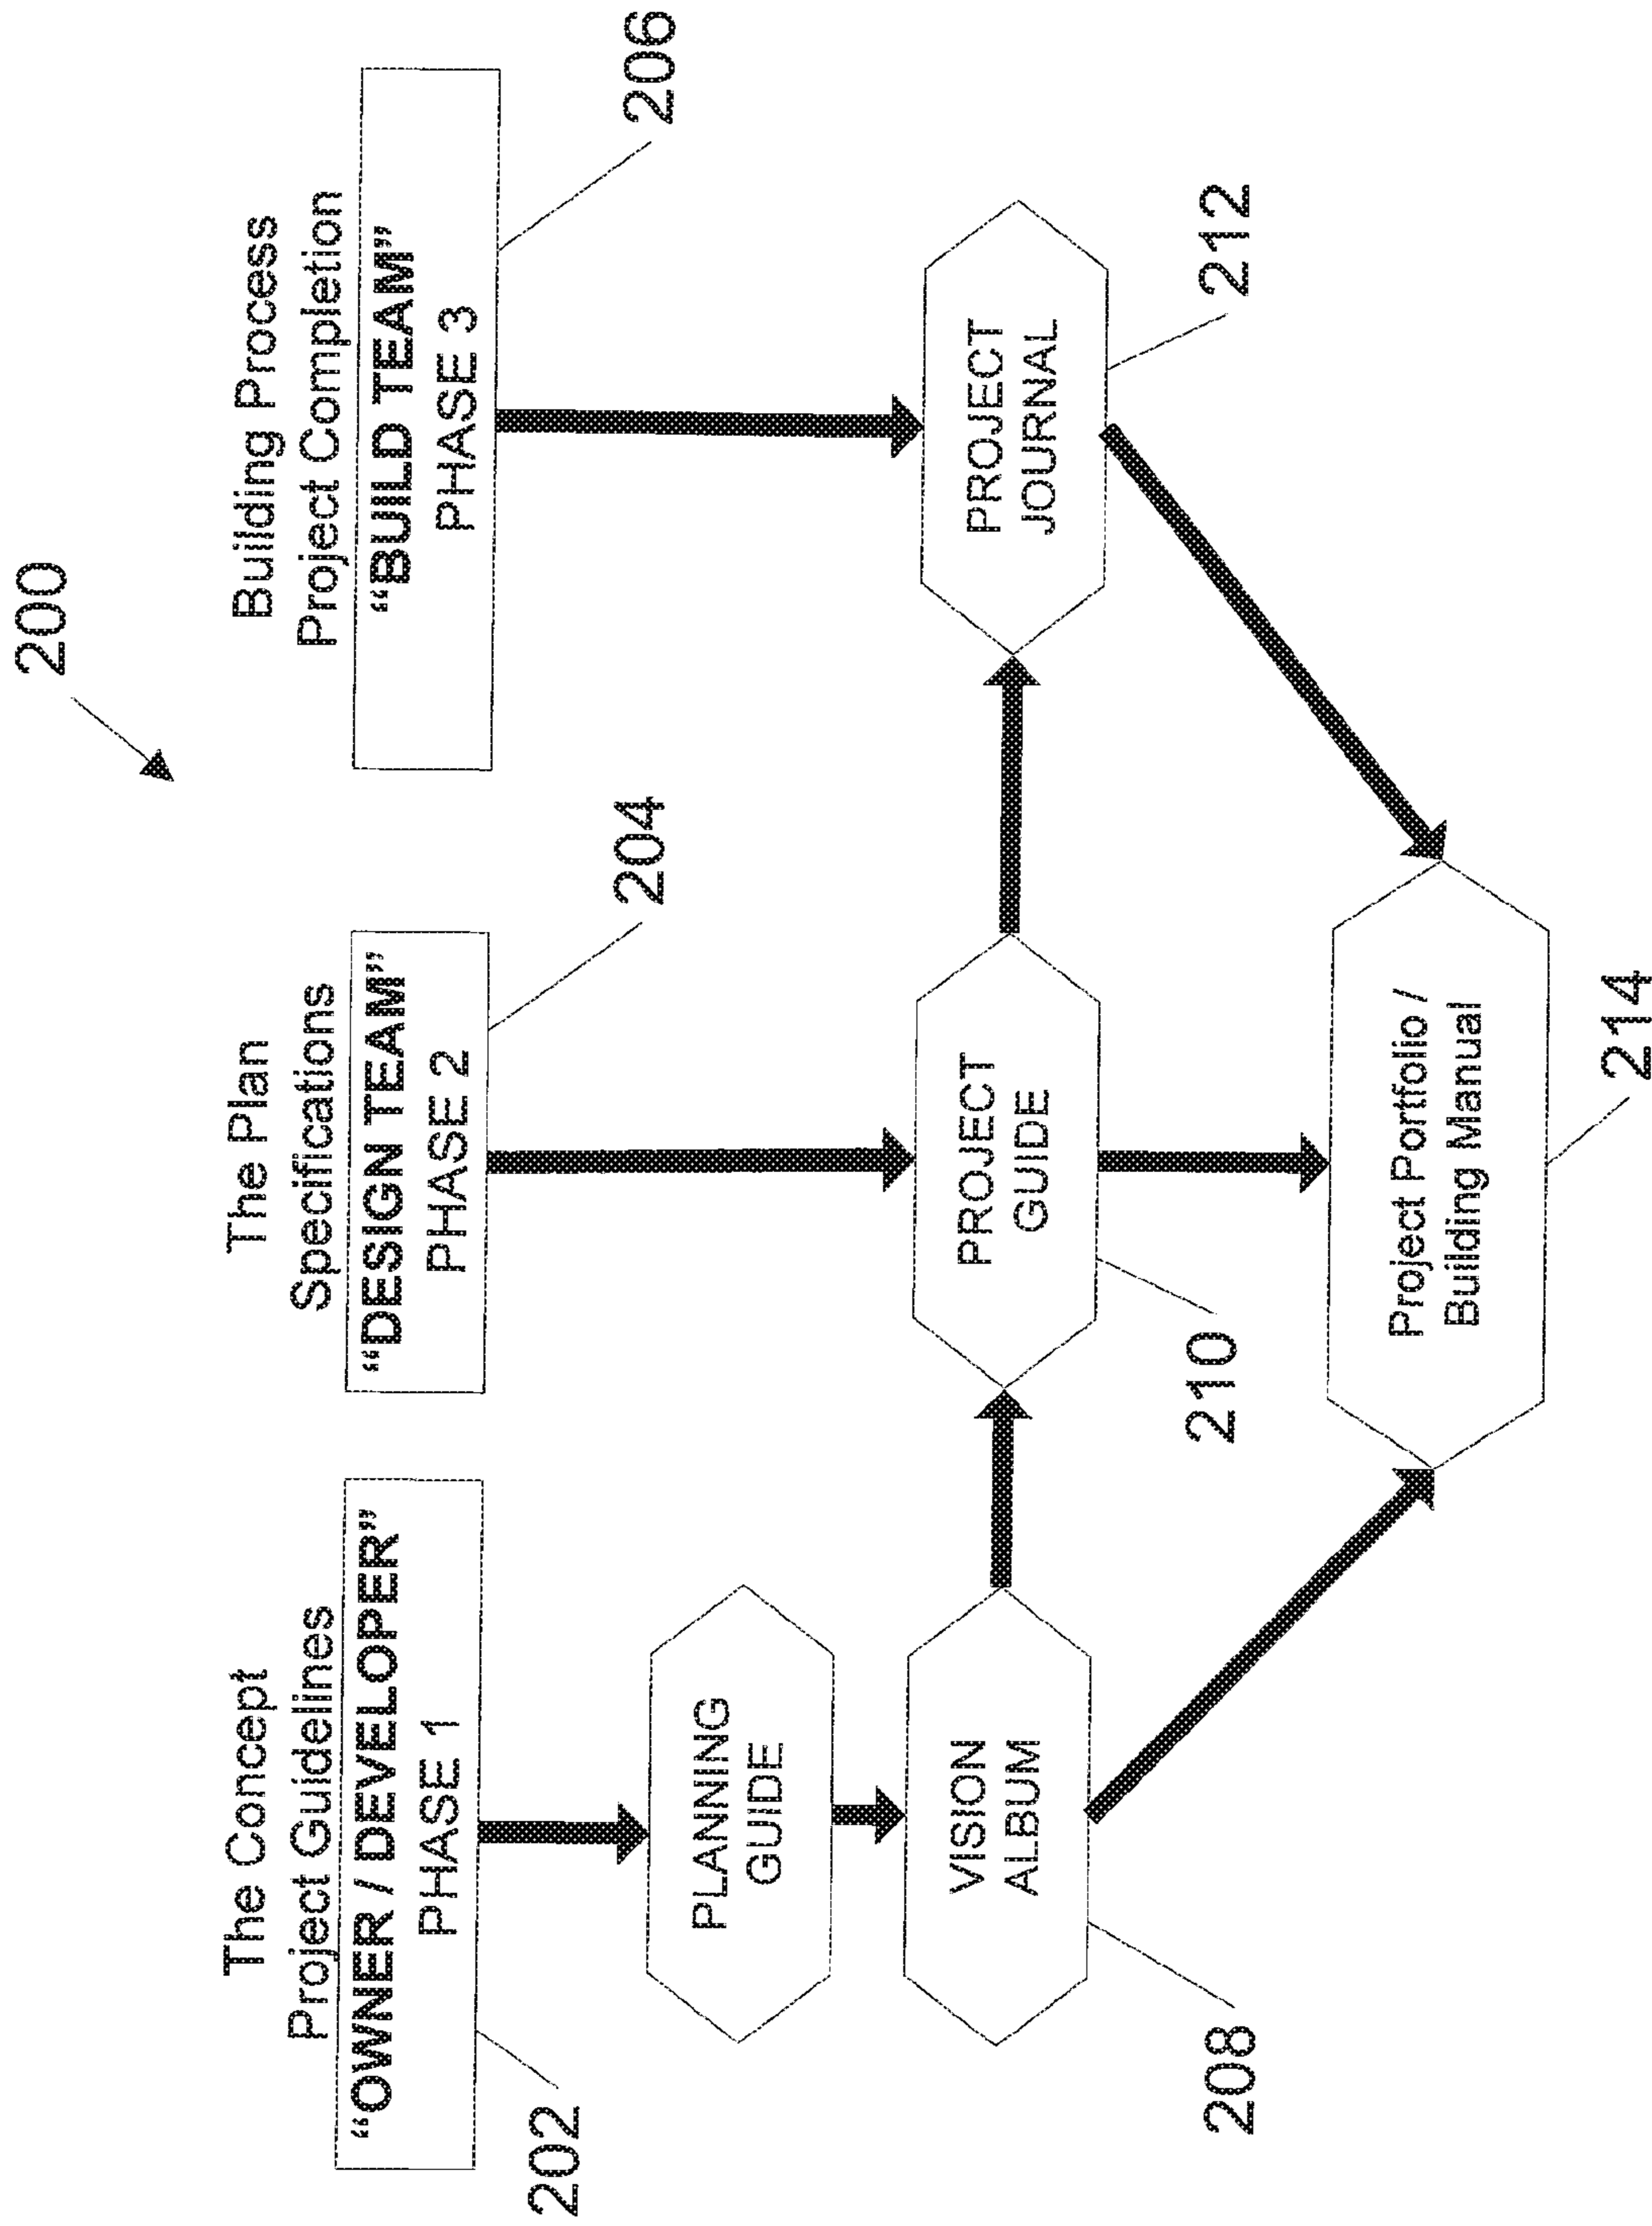 200
The Concept
Project Guidelines
“OWNER / DEVELOPER”
PHASE 1
202
The Plan
Specifications
“DESIGN TEAM”
PHASE 2
204
Building Process
Project Completion
“BUILD TEAM”
PHASE 3
206
PLANNING
GUIDE
VISION
ALBUM
208
PROJECT
GUIDE
210
PROJECT
JOURNAL
212
Project Portfolio /
Building Manual
214